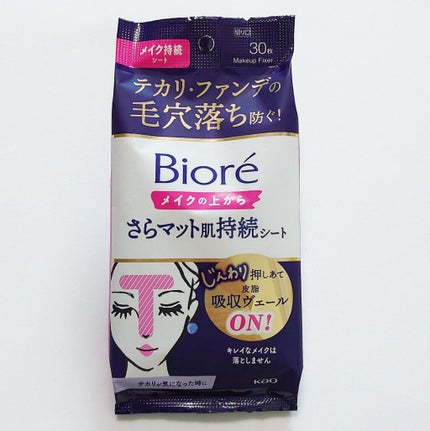 メイク持続
シート
切り口
30枚
Makeup Fixer
テカリ・ファンデの
毛穴落ち防ぐ!
Bioré
メイクの上から
さらマット肌持続シート
じんわり押しあて
皮脂
吸収ヴェール
ON!
T
キレイなメイクは
落としません
テカリが気になった時に
Kao